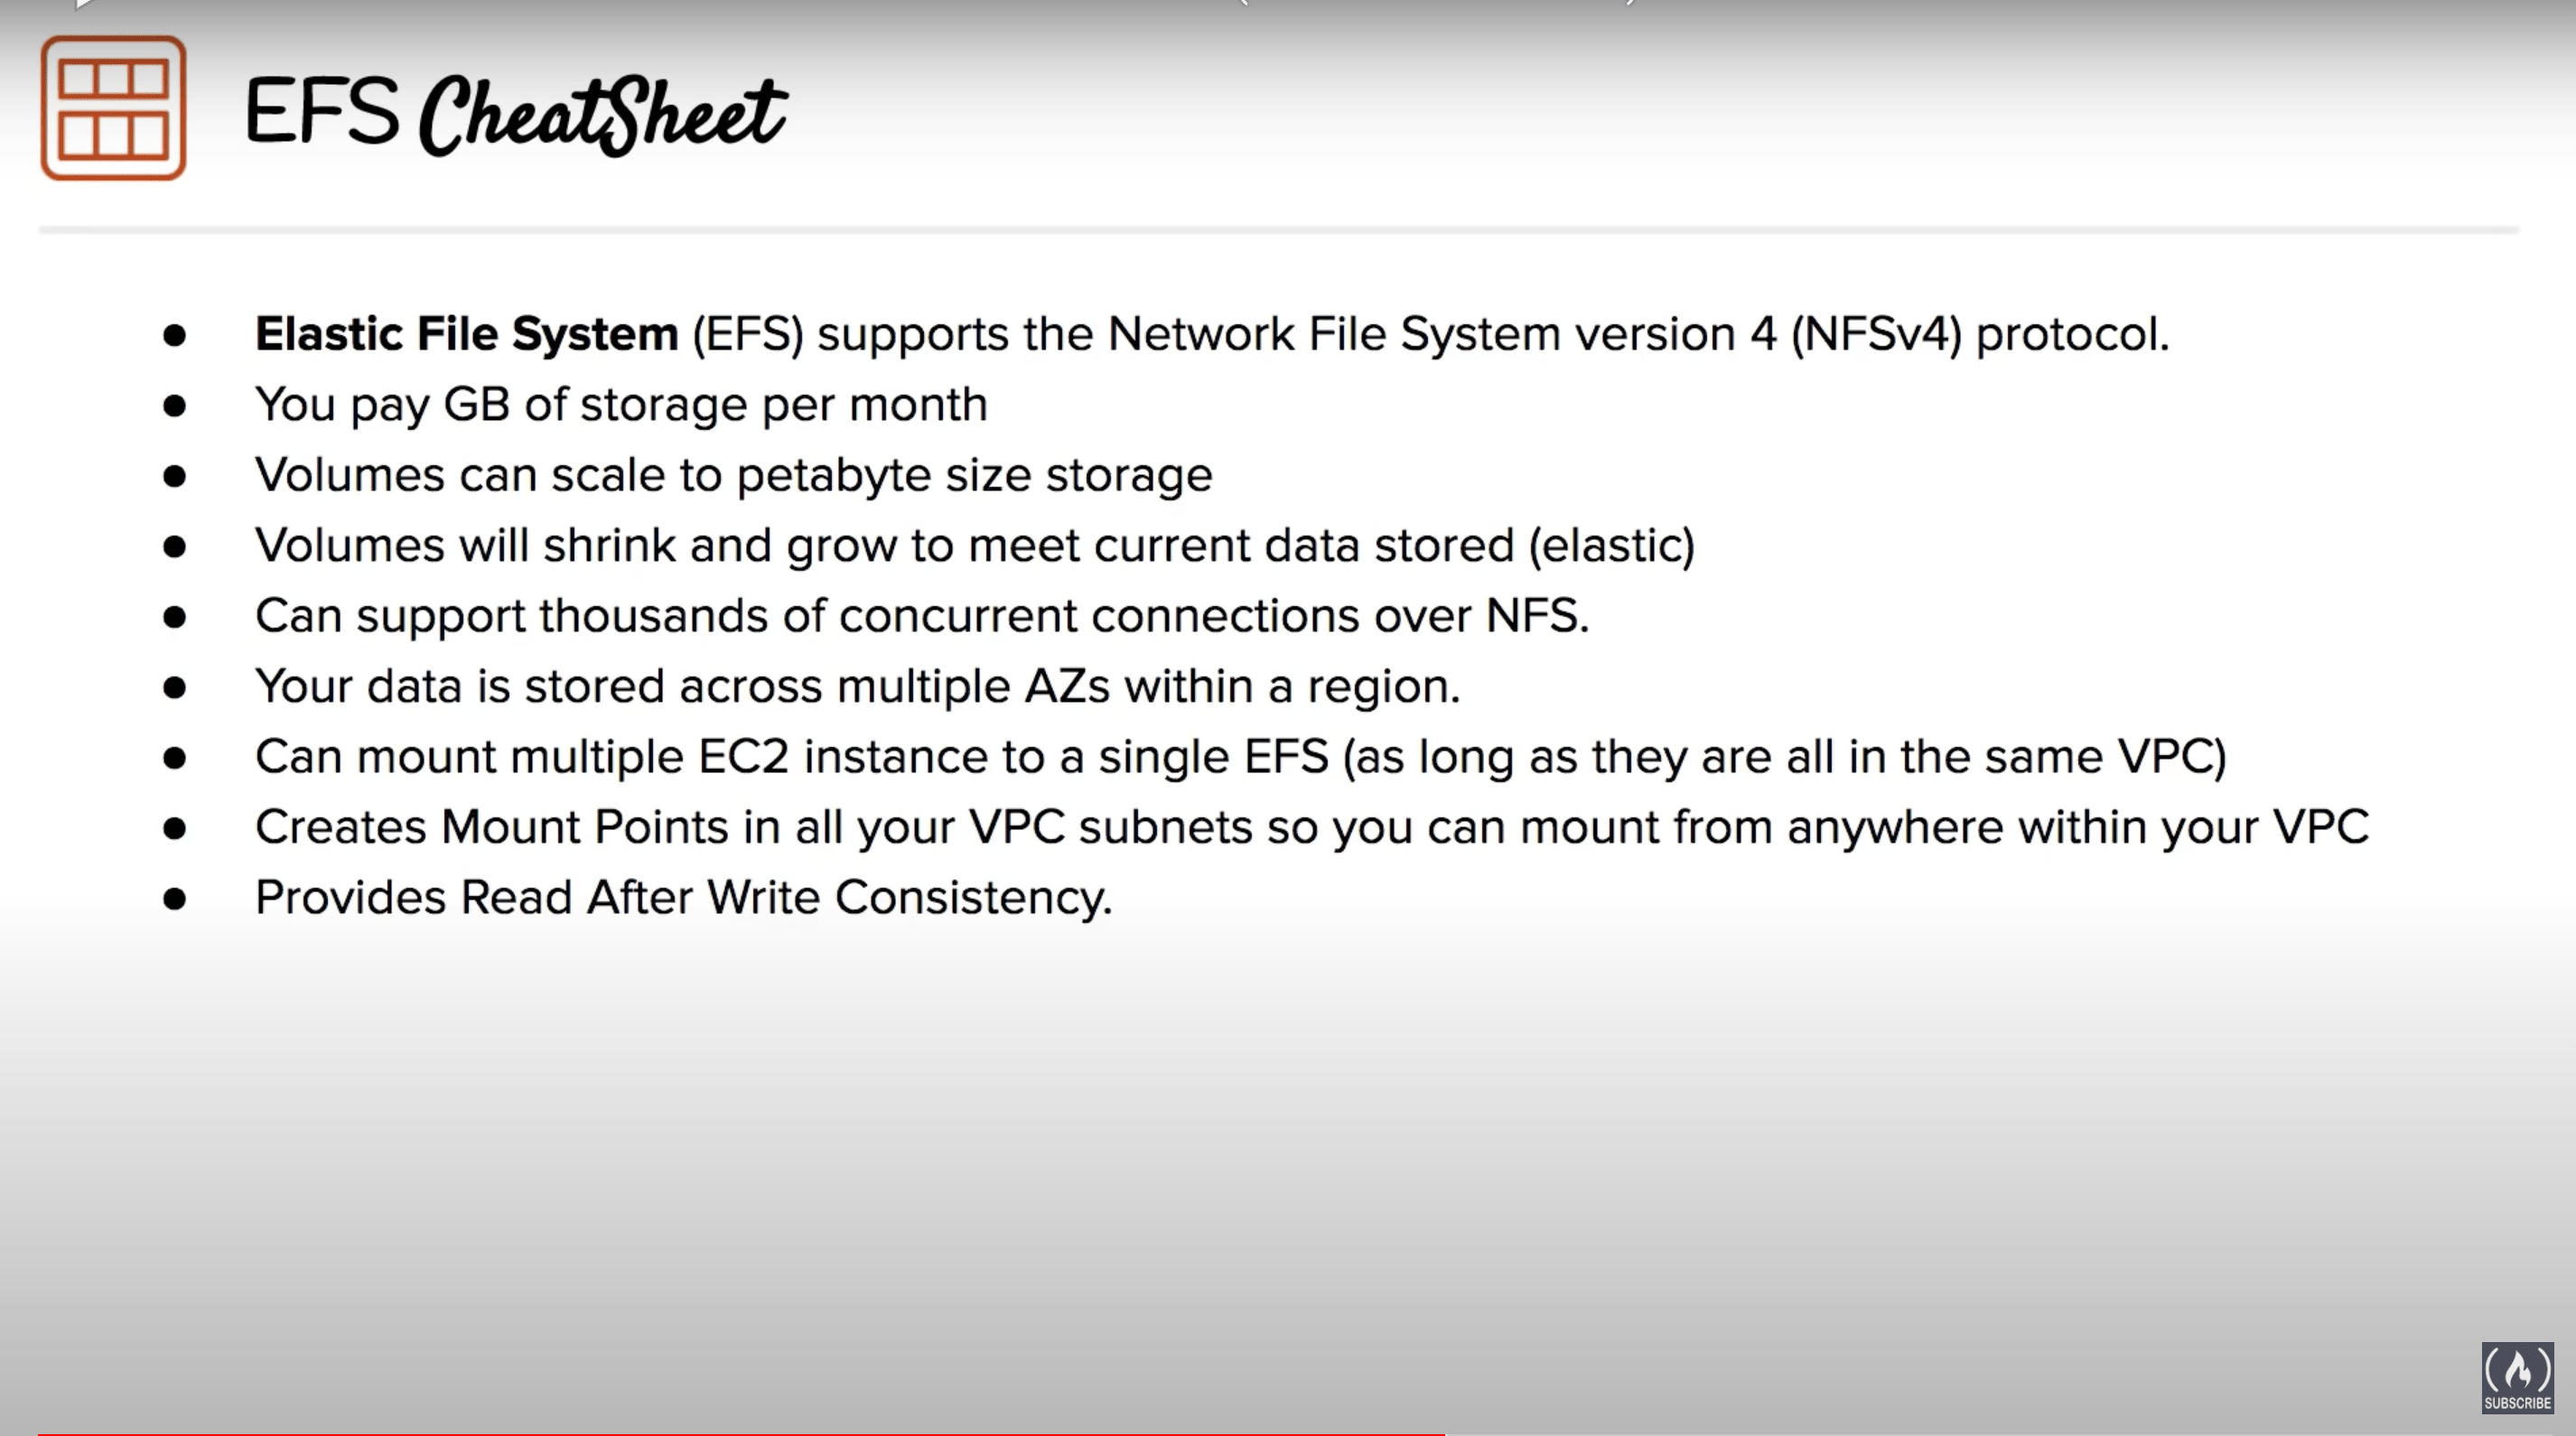 EFS CheatSheet
● Elastic File System (EFS) supports the Network File System version 4 (NFSv4) protocol.
● You pay GB of storage per month
● Volumes can scale to petabyte size storage
● Volumes will shrink and grow to meet current data stored (elastic)
● Can support thousands of concurrent connections over NFS.
● Your data is stored across multiple AZs within a region.
● Can mount multiple EC2 instance to a single EFS (as long as they are all in the same VPC)
● Creates Mount Points in all your VPC subnets so you can mount from anywhere within your VPC
● Provides Read After Write Consistency.
SUBSCRIBE